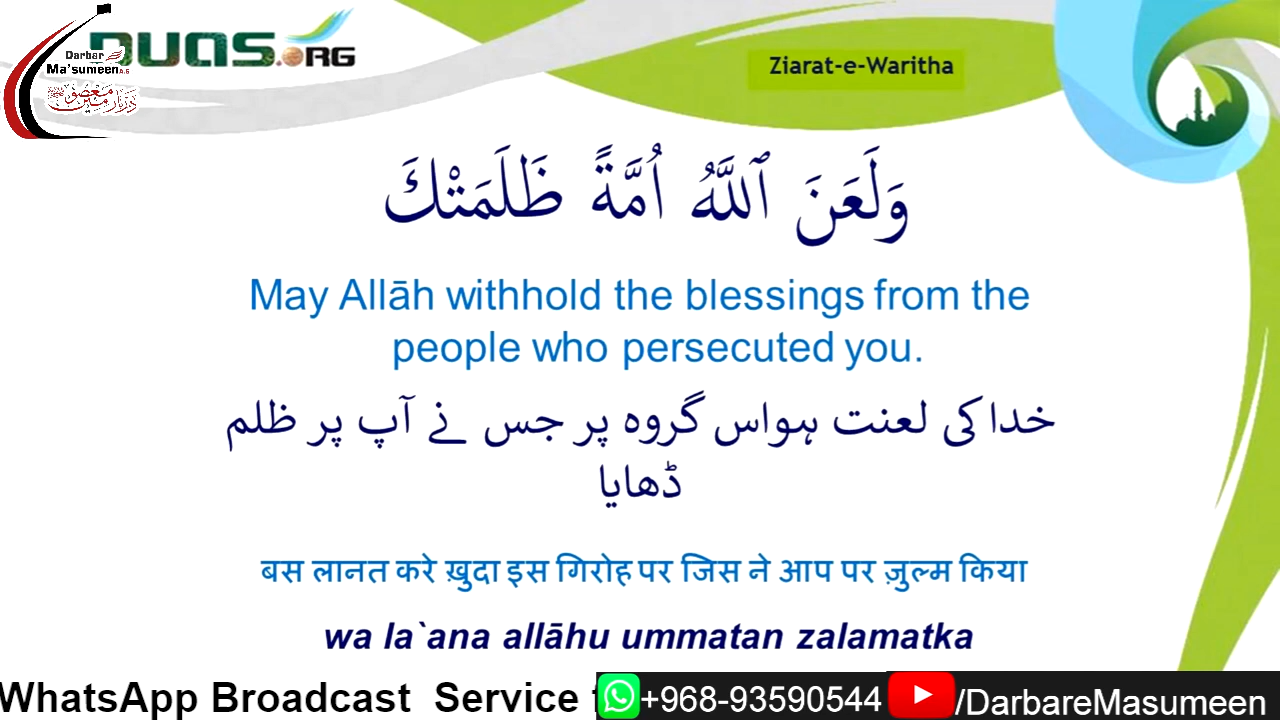 DUAS.ORG
Darbar
Ma'sumeen A.S
Ziarat-e-Waritha
وَلَعَنَ ٱللَّهُ اُمَّةً ظَلَمَتْكَ
May Allāh withhold the blessings from the
people who persecuted you.
خدا کی لعنت ہواس گروہ پر جس نے آپ پر ظلم
ڈھایا
बस लानत करे ख़ुदा इस गिरोह पर जिस ने आप पर ज़ुल्म किया
wa la`ana allāhu ummatan zalamatka
WhatsApp Broadcast Service +968-93590544 /DarbareMasumeen